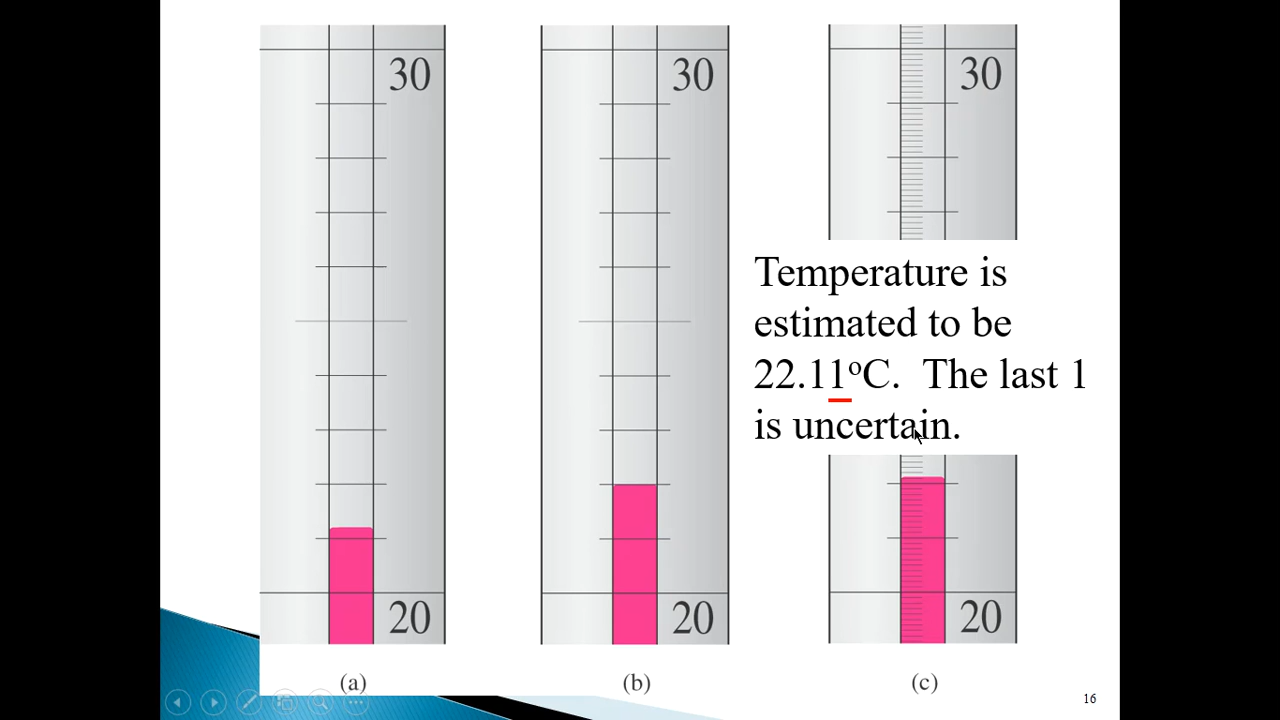 30
30
30
Temperature is
estimated to be
22.11°C. The last 1
is uncertain.
20
20
20
(a)
(b)
(c)
16